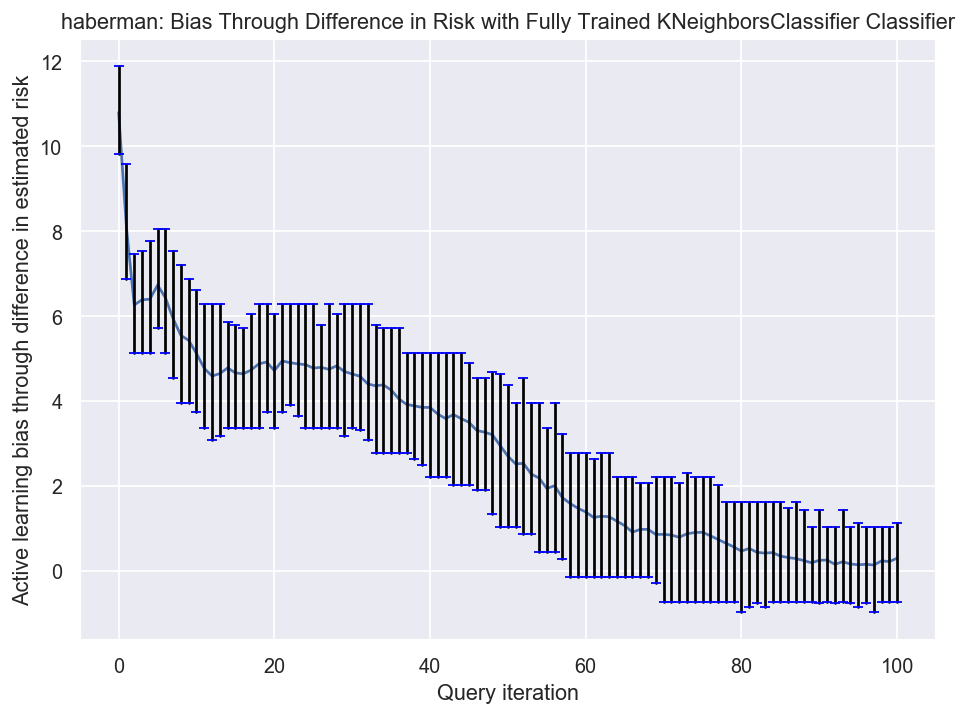 haberman: Bias Through Difference in Risk with Fully Trained KNeighborsClassifier Classifier
Active learning bias through difference in estimated risk
12
10
8
6
4
2
0
0 20 40 60 80 100
Query iteration